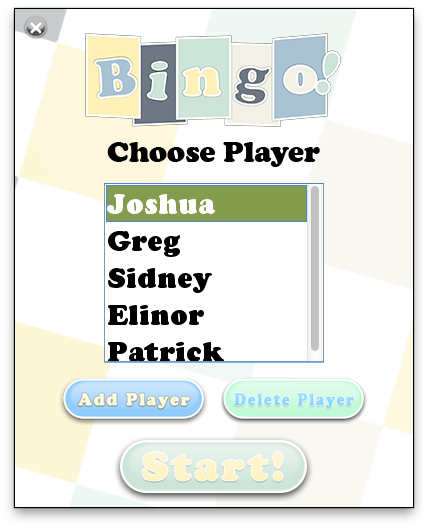 Bingo!
Choose Player
Joshua
Greg
Sidney
Elinor
Patrick
Add Player
Delete Player
Start!